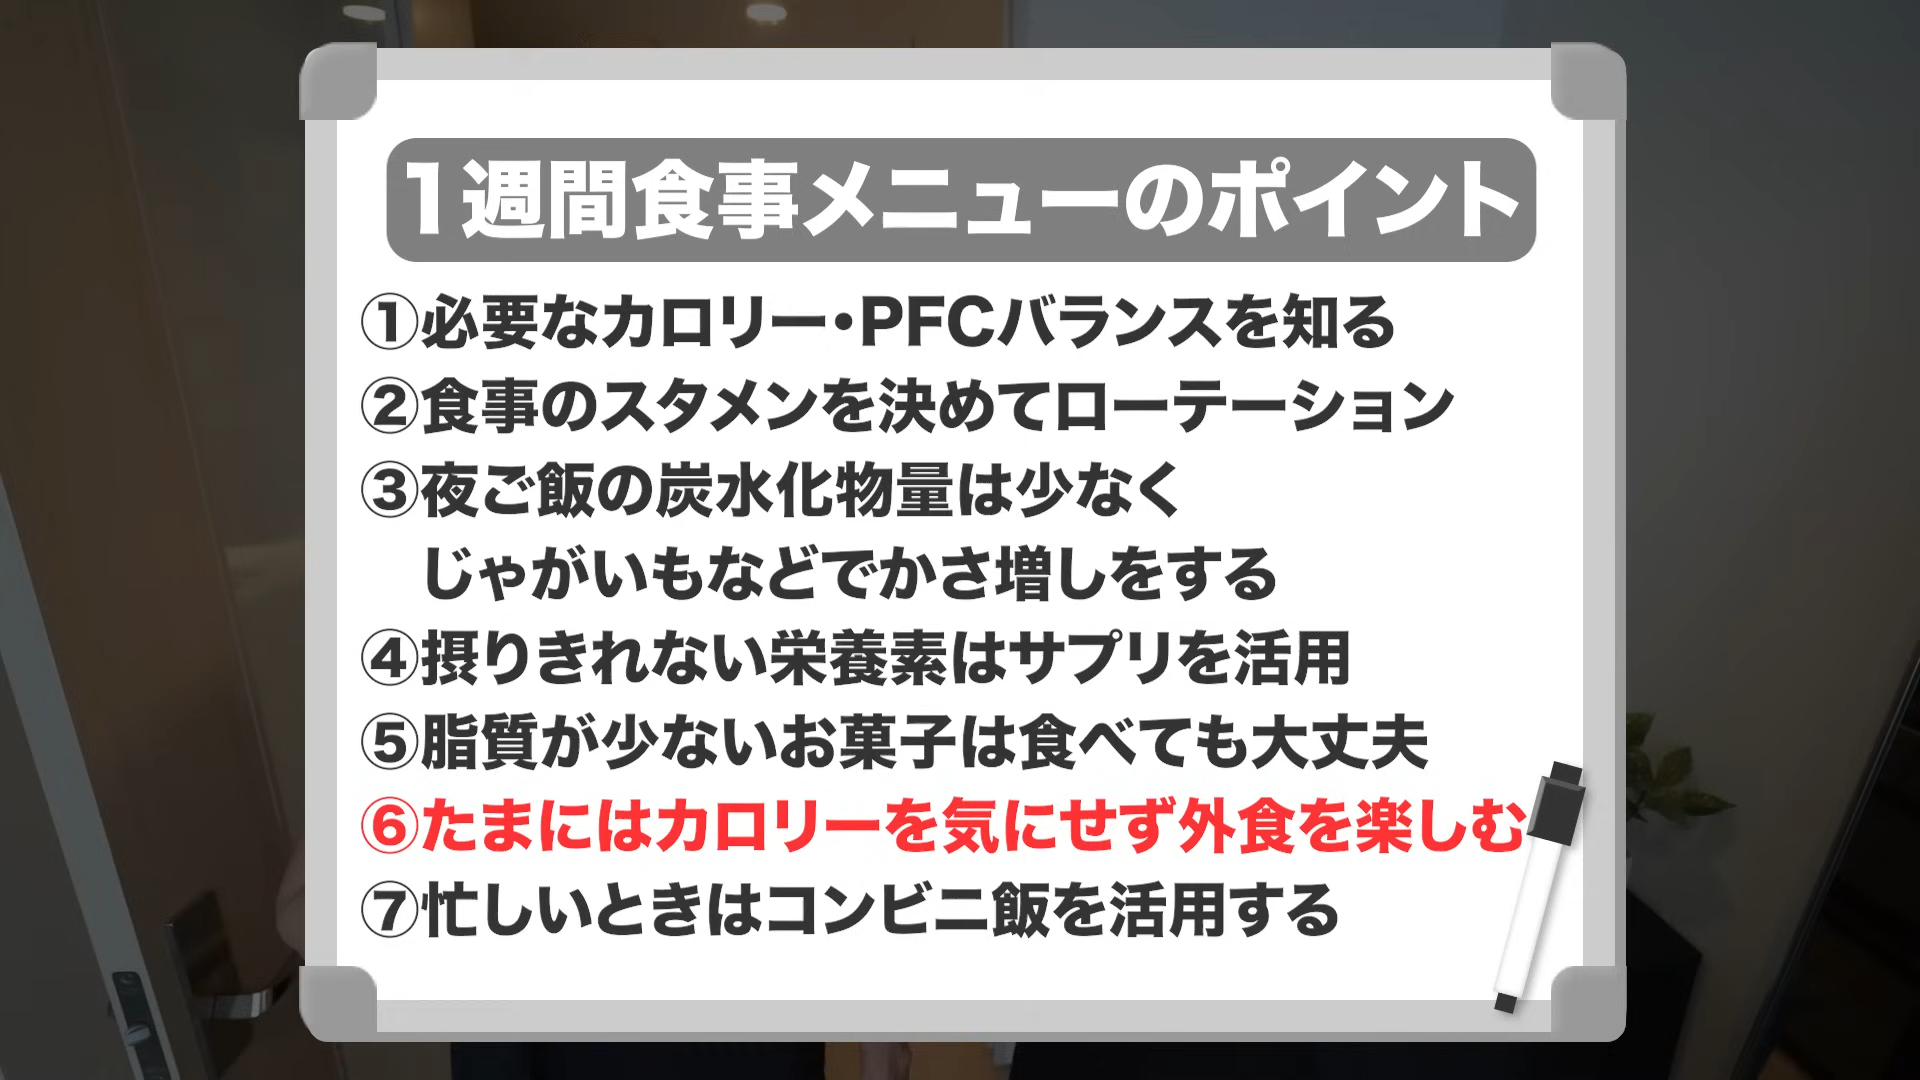 1週間食事メニューのポイント
①必要なカロリー・PFCバランスを知る
②食事のスタメンを決めてローテーション
③夜ご飯の炭水化物量は少なく
じゃがいもなどでかさ増しをする
④摂りきれない栄養素はサプリを活用
⑤脂質が少ないお菓子は食べても大丈夫
⑥たまにはカロリーを気にせず外食を楽しむ
⑦忙しいときはコンビニ飯を活用する